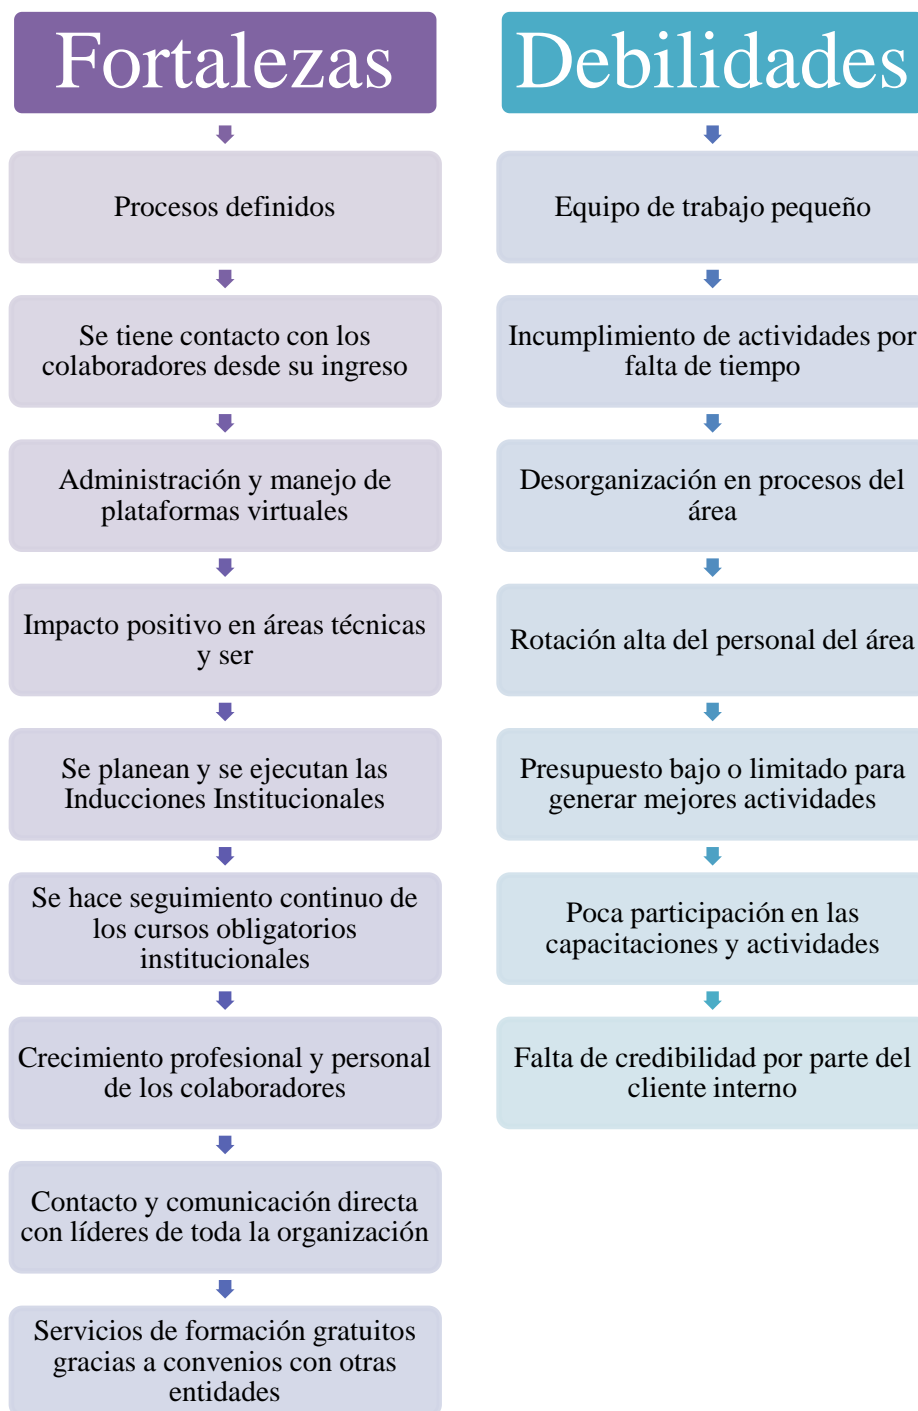 Fortalezas
Procesos definidos
Se tiene contacto con los
colaboradores desde su ingreso
Administración y manejo de
plataformas virtuales
Impacto positivo en áreas técnicas
y ser
Se planean y se ejecutan las
Inducciones Institucionales
Se hace seguimiento continuo de
los cursos obligatorios
institucionales
Crecimiento profesional y personal
de los colaboradores
Contacto y comunicación directa
con líderes de toda la organización
Servicios de formación gratuitos
gracias a convenios con otras
entidades
Debilidades
Equipo de trabajo pequeño
Incumplimiento de actividades por
falta de tiempo
Desorganización en procesos del
área
Rotación alta del personal del área
Presupuesto bajo o limitado para
generar mejores actividades
Poca participación en las
capacitaciones y actividades
Falta de credibilidad por parte del
cliente interno